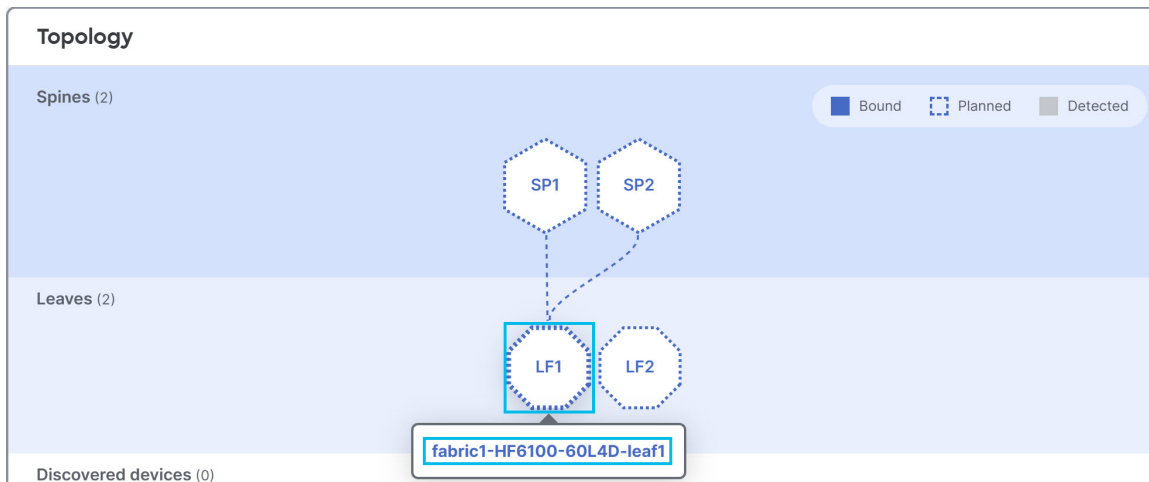 Topology
Spines (2)
Bound
Planned
Detected
SP1
SP2
Leaves (2)
LF1
LF2
fabric1-HF6100-60L4D-leaf1
Discovered devices (0)